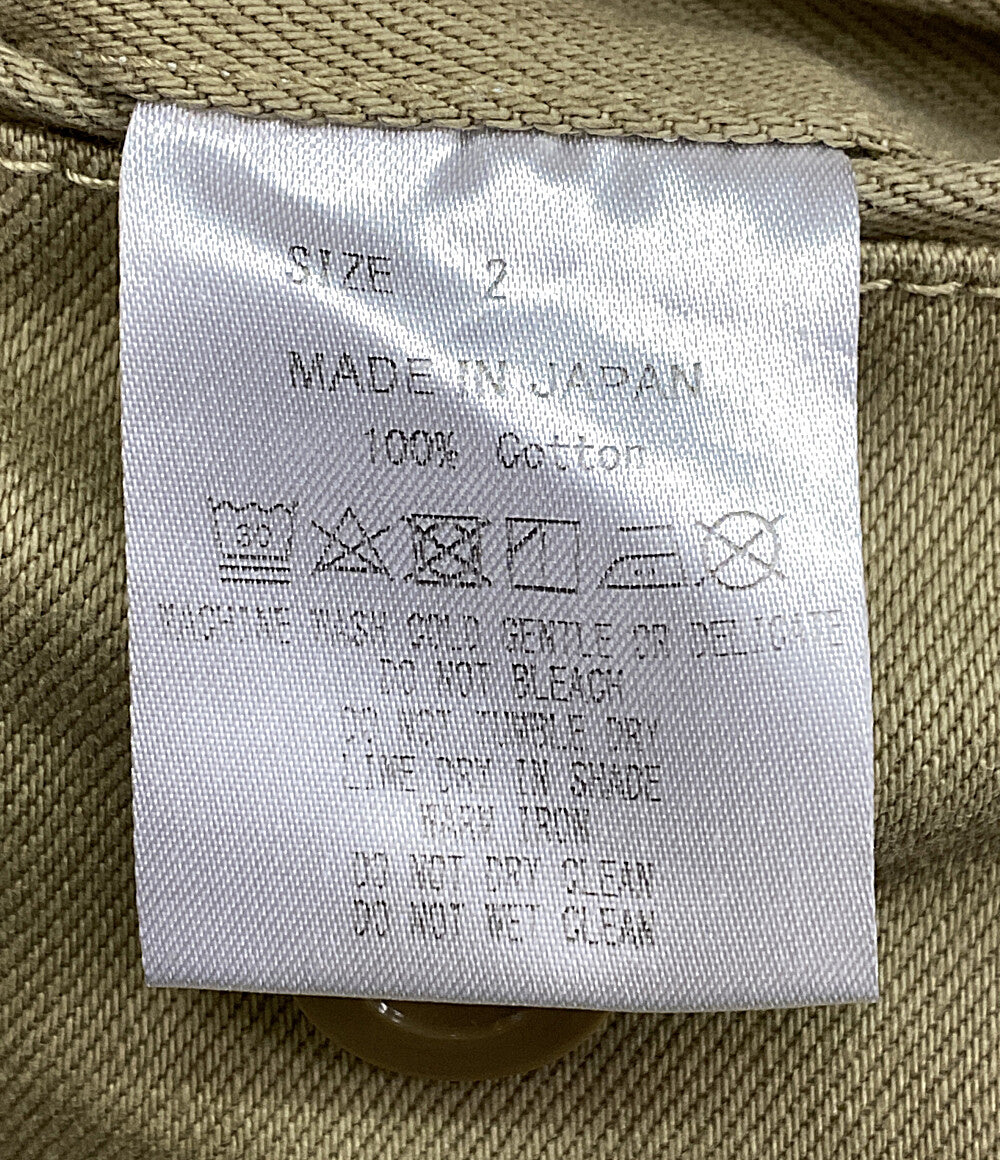 SIZE 2
MADE IN JAPAN
100% Cotton
30
MACHINE WASH COLD GENTLE OR DELICATE
DO NOT BLEACH
DO NOT TUMBLE DRY
LINE DRY IN SHADE
WARM IRON
DO NOT DRY CLEAN
DO NOT WET CLEAN